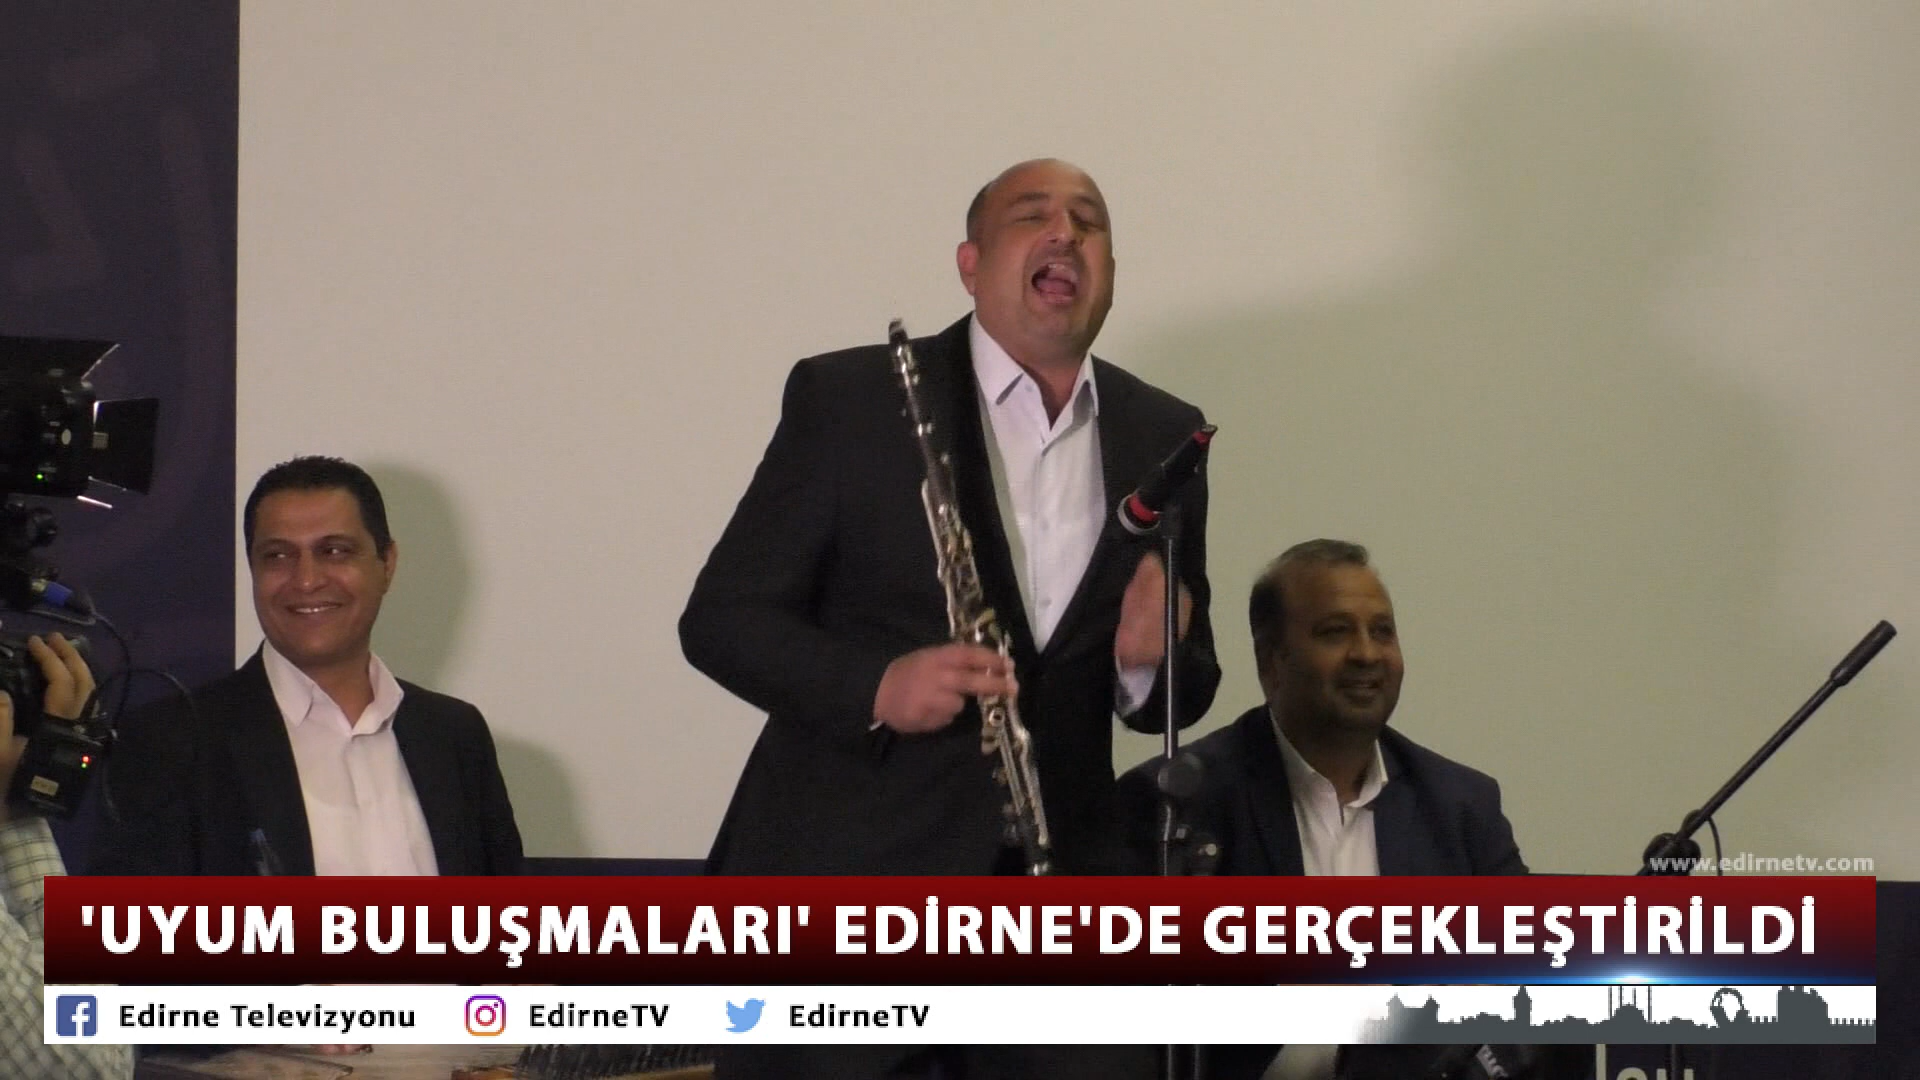 www.edirnetv.com
'UYUM BULUŞMALARI' EDİRNE'DE GERÇEKLEŞTİRİLDİ
Edirne Televizyonu EdirneTV EdirneTV